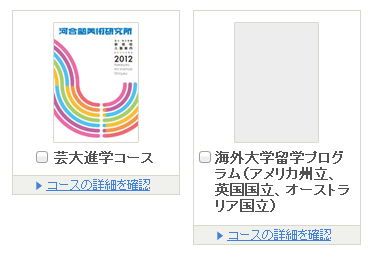 河合塾美術研究所
2012
芸大進学コース
コースの詳細を確認
海外大学留学プログ
ラム（アメリカ州立、
英国国立、オーストラ
リア国立）
コースの詳細を確認